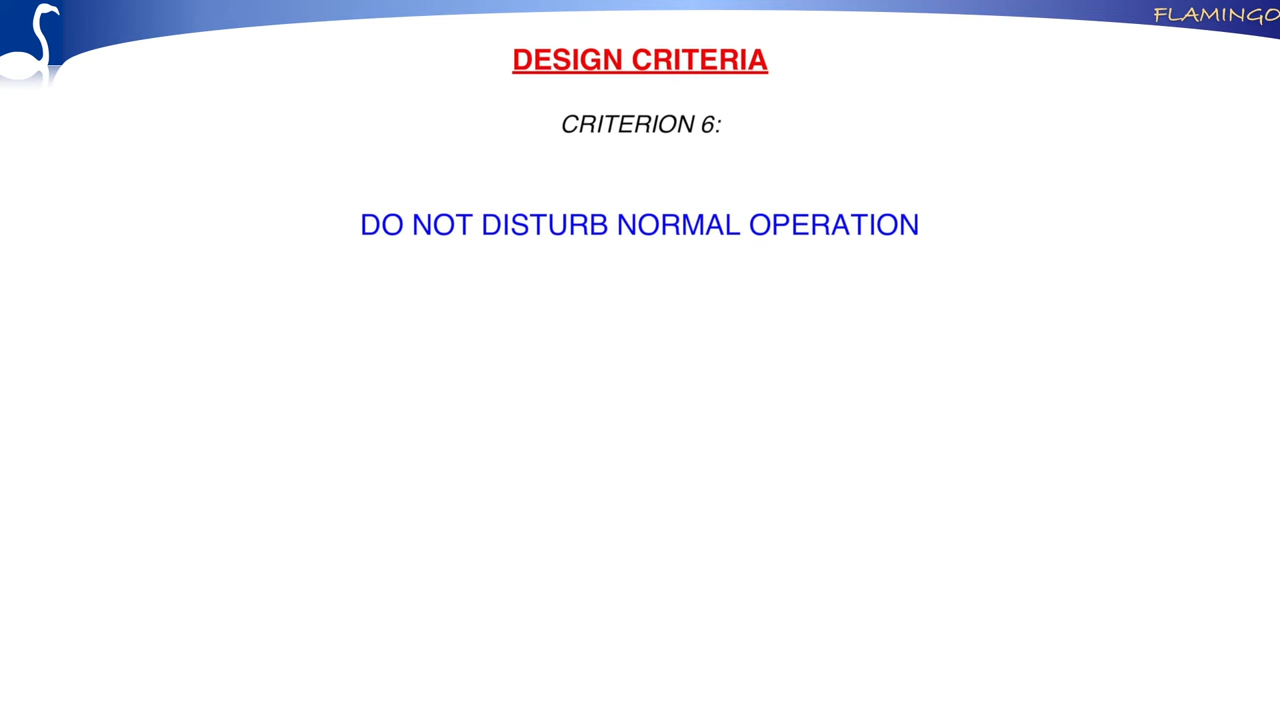 FLAMINGO
DESIGN CRITERIA
CRITERION 6:
DO NOT DISTURB NORMAL OPERATION